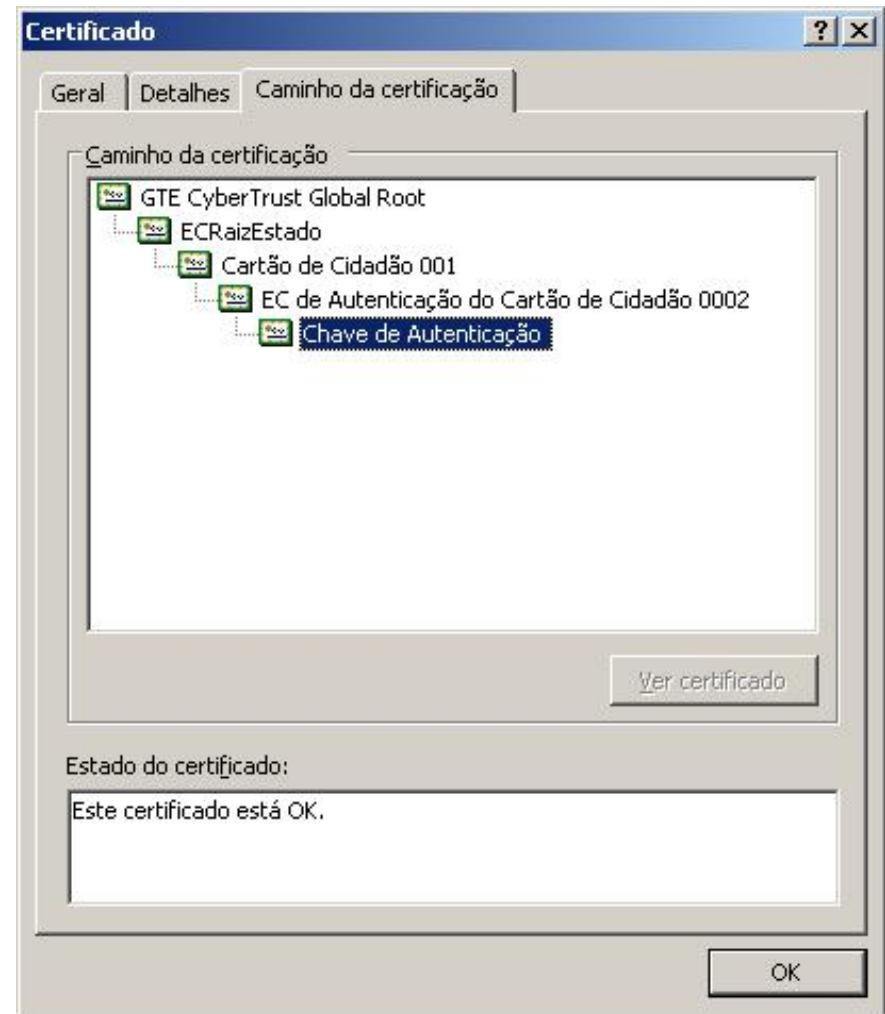 Certificado
Geral Detalhes Caminho da certificação
Caminho da certificação
GTE CyberTrust Global Root
ECRaizEstado
Cartão de Cidadão 001
EC de Autenticação do Cartão de Cidadão 0002
Chave de Autenticação
Ver certificado
Estado do certificado:
Este certificado está OK.
OK